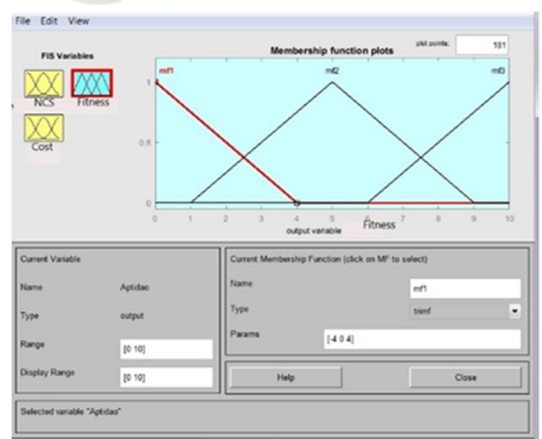 File Edit View
FIS Variables
Membership function plots
plot points: 181
NCS Fitness
Cost
mf1 mf2 mf3
1
0.5
0
0 1 2 3 4 5 6 7 8 9 10
output variable Fitness
Current Variable
Name Aptidao
Type output
Range [0 10]
Display Range [0 10]
Current Membership Function (click on MF to select)
Name mf1
Type trimf
Params [-4 0 4]
Help Close
Selected variable "Aptidao"